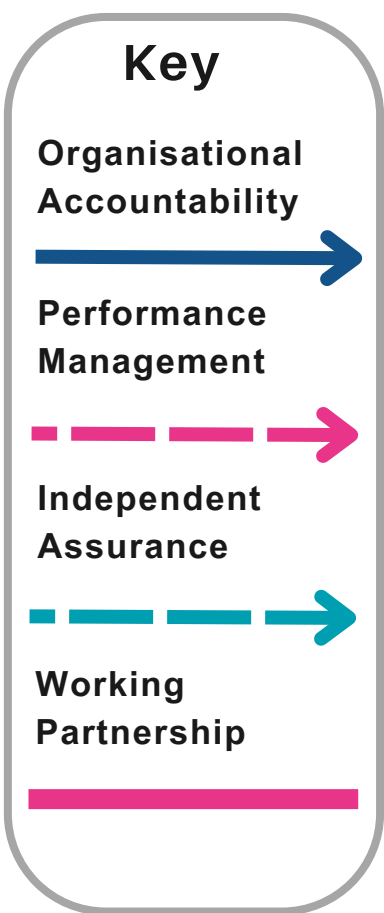 Key
Organisational
Accountability
Performance
Management
Independent
Assurance
Working
Partnership